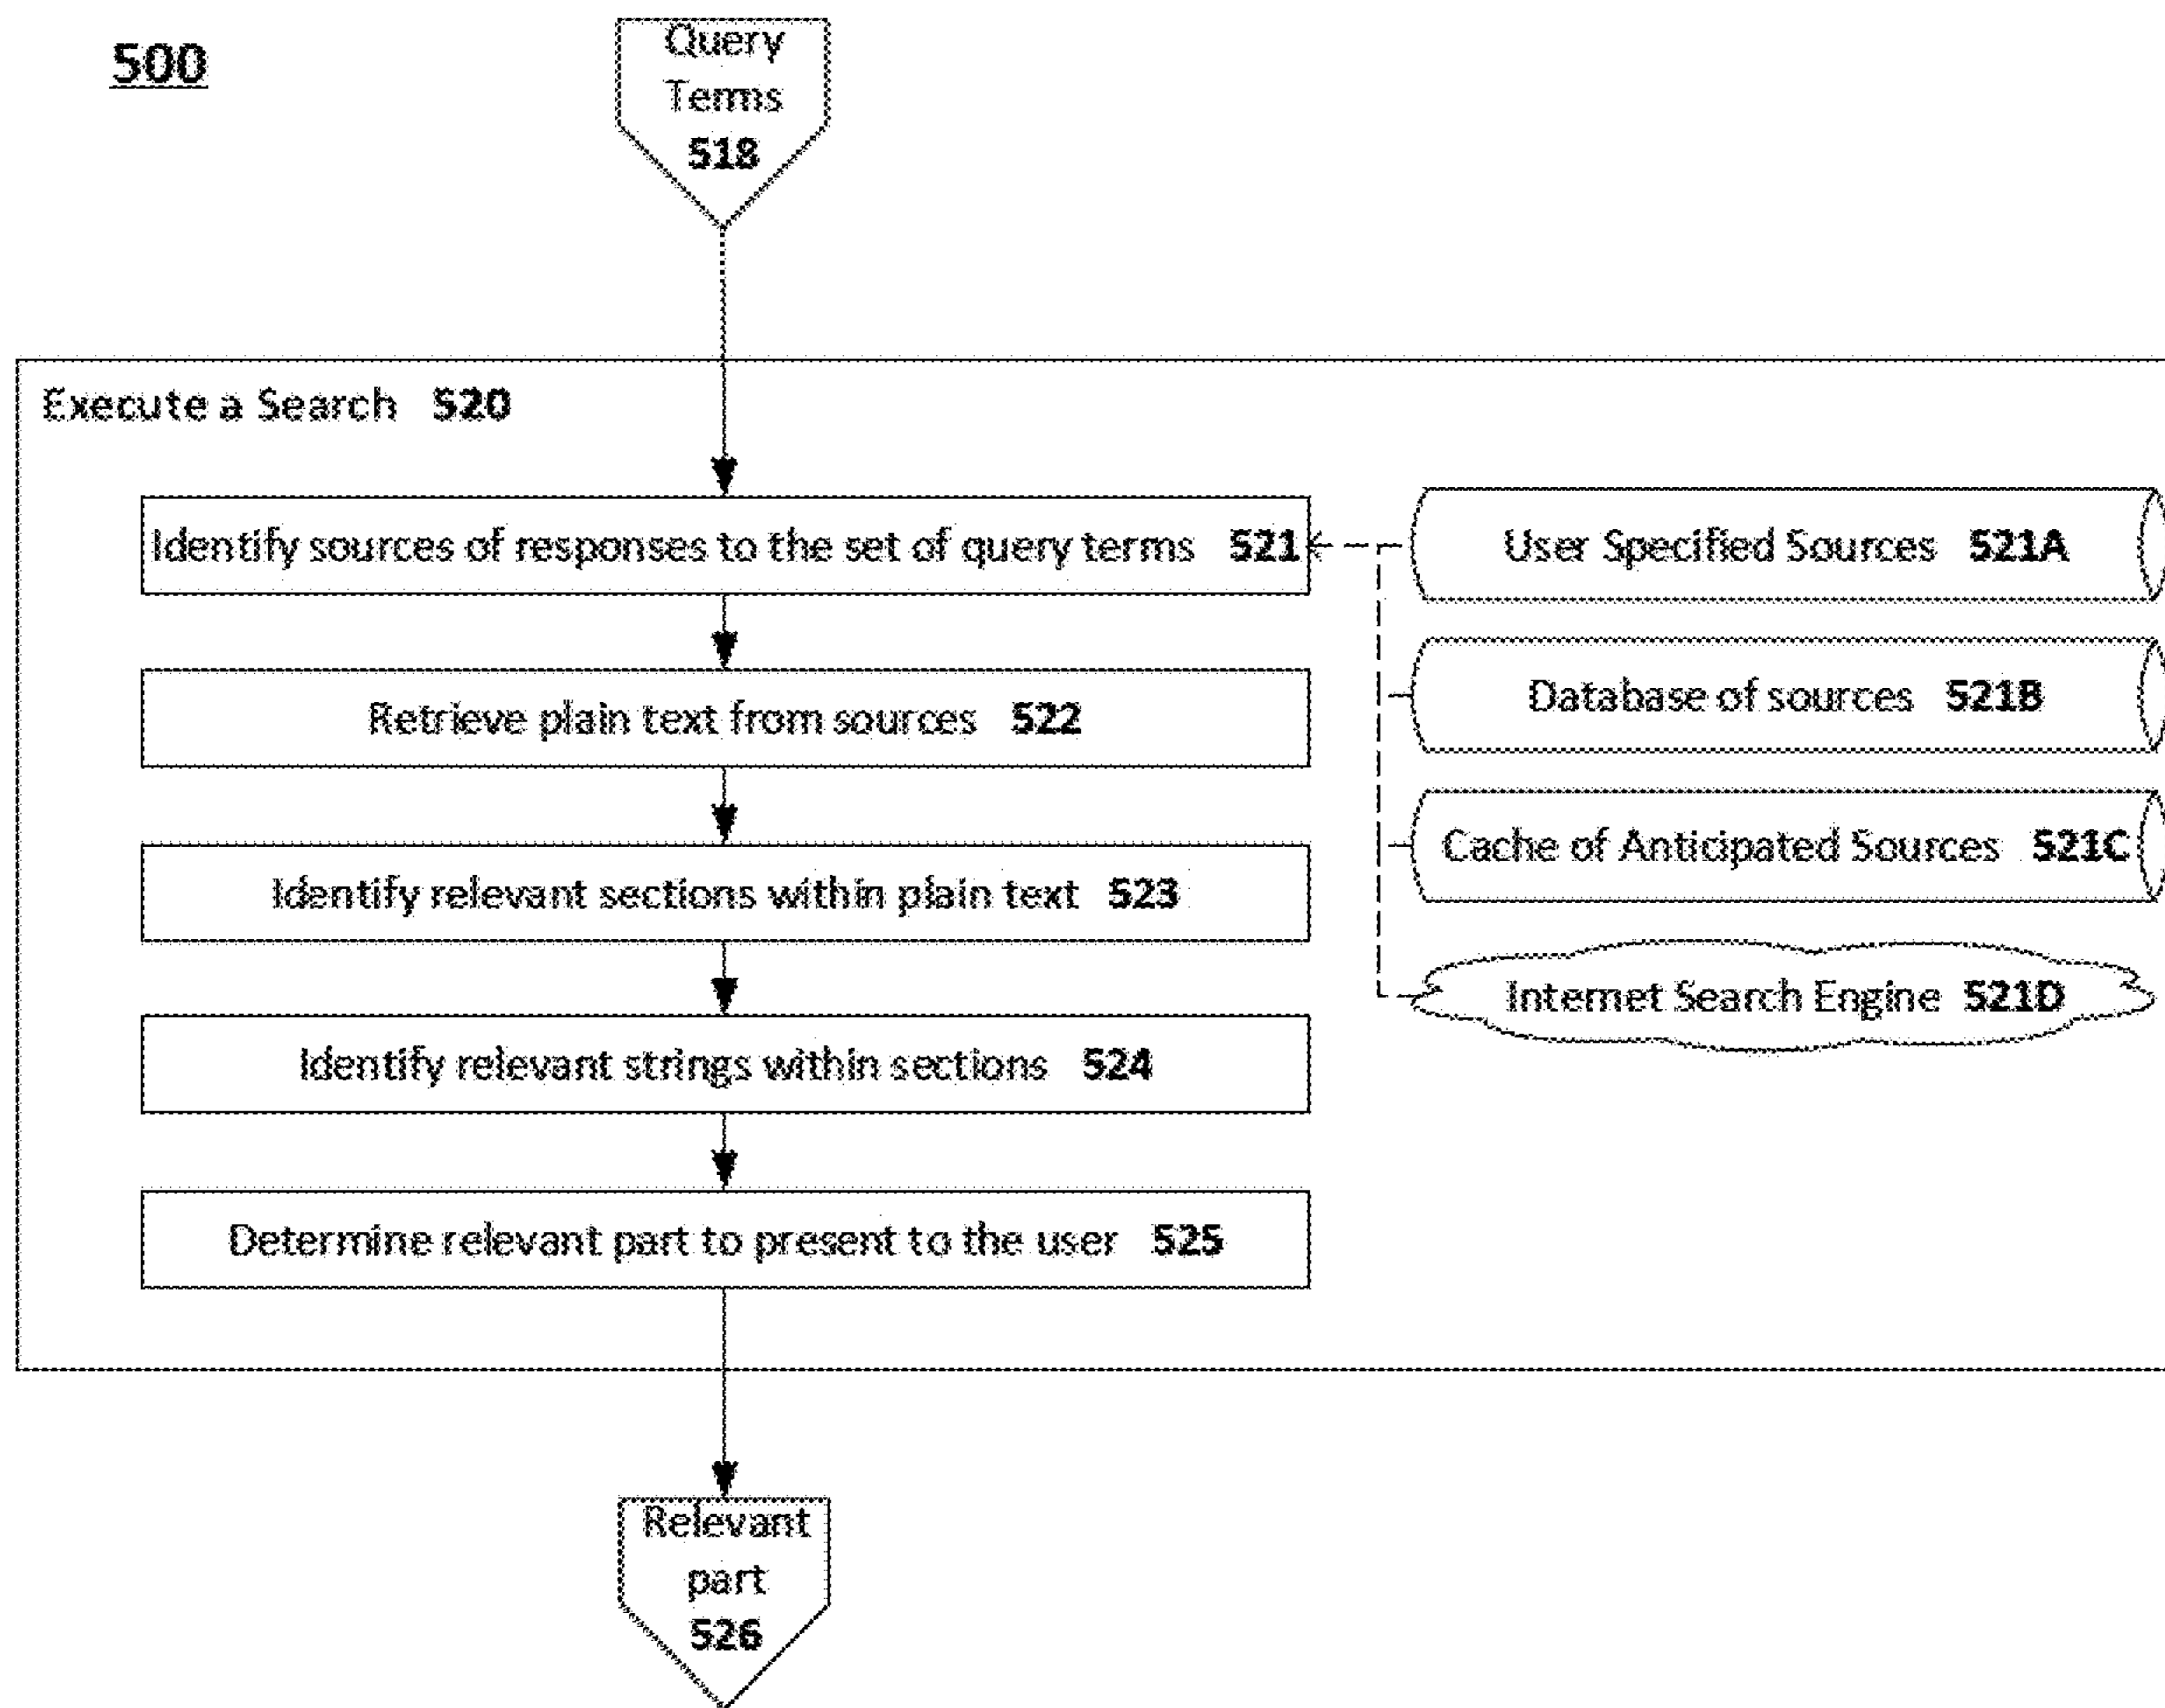 500
Query
Terms
518
Execute a Search 520
Identify sources of responses to the set of query terms 521
User Specified Sources 521A
Retrieve plain text from sources 522
Database of sources 521B
Identify relevant sections within plain text 523
Cache of Anticipated Sources 521C
Internet Search Engine 521D
Identify relevant strings within sections 524
Determine relevant part to present to the user 525
Relevant
part
526